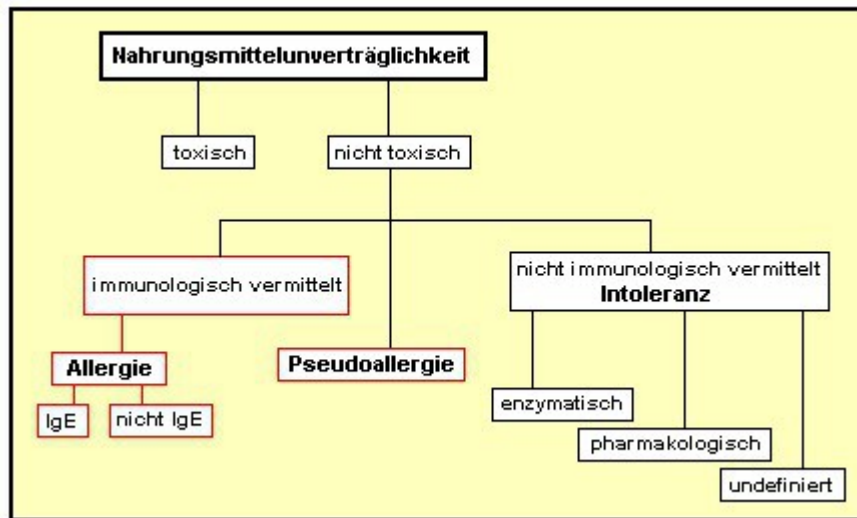 Nahrungsmittelunverträglichkeit
toxisch
nicht toxisch
immunologisch vermittelt
nicht immunologisch vermittelt
Intoleranz
Allergie
Pseudoallergie
IgE
nicht IgE
enzymatisch
pharmakologisch
undefiniert